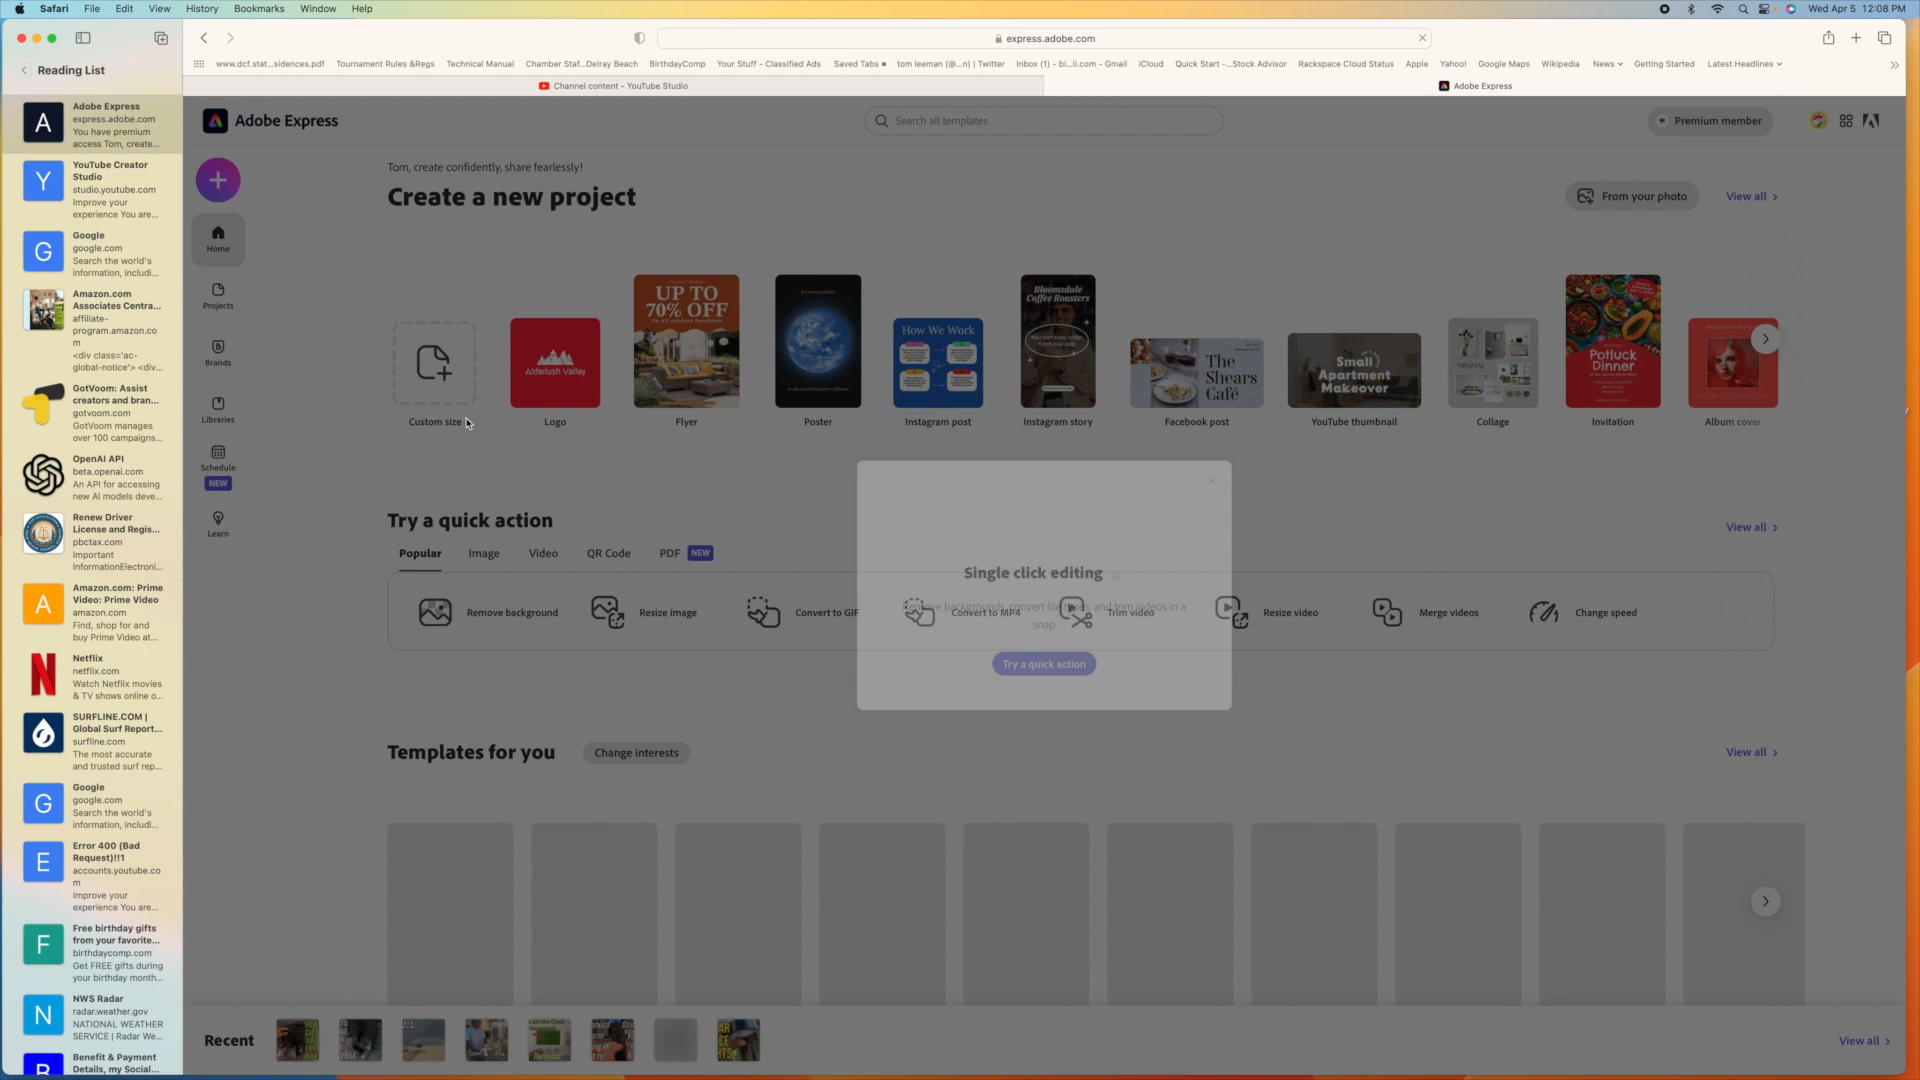 Safari File Edit View History Bookmarks Window Help
Wed Apr 5 12:08 PM
express.adobe.com
Reading List
www.dcf.stat...sidences.pdf Tournament Rules &Regs Technical Manual Chamber Staf...Delray Beach BirthdayComp Your Stuff - Classified Ads Saved Tabs tom leeman (@...n) | Twitter Inbox (1) - bi...il.com - Gmail iCloud Quick Start -...Stock Advisor Rackspace Cloud Status Apple Yahoo! Google Maps Wikipedia News Getting Started Latest Headlines
Channel content - YouTube Studio
Adobe Express
A
Adobe Express
express.adobe.com
You have premium
access Tom, create...
Y
YouTube Creator
Studio
studio.youtube.com
Improve your
experience You are...
G
Google
google.com
Search the world's
information, includi...
Amazon.com
Associates Centra...
affiliate-
program.amazon.co
m
<div class='ac-
global-notice'> <div...
GotVoom: Assist
creators and bran...
gotvoom.com
GotVoom manages
over 100 campaigns...
OpenAI API
beta.openai.com
An API for accessing
new AI models deve...
Renew Driver
License and Regis...
pbctax.com
Important
InformationElectroni...
A
Amazon.com: Prime
Video: Prime Video
amazon.com
Find, shop for and
buy Prime Video at...
N
Netflix
netflix.com
Watch Netflix movies
& TV shows online o...
SURFLINE.COM |
Global Surf Report...
surfline.com
The most accurate
and trusted surf rep...
G
Google
google.com
Search the world's
information, includi...
E
Error 400 (Bad
Request)!!1
accounts.youtube.co
m
Improve your
experience You are...
F
Free birthday gifts
from your favorite...
birthdaycomp.com
Get FREE gifts during
your birthday month...
N
NWS Radar
radar.weather.gov
NATIONAL WEATHER
SERVICE | Radar We...
B
Benefit & Payment
Details, my Social...
Adobe Express
Search all templates
Premium member
Home
Projects
Brands
Libraries
Schedule
NEW
Learn
Tom, create confidently, share fearlessly!
Create a new project
From your photo
View all
Alderlush Valley
UP TO
70% OFF
How We Work
Bloomsdale
Coffee Roasters
The
Shears
Café
Small
Apartment
Makeover
MINIMAL
Potluck
Dinner
Custom size
Logo
Flyer
Poster
Instagram post
Instagram story
Facebook post
YouTube thumbnail
Collage
Invitation
Album cover
Try a quick action
View all
Popular Image Video QR Code PDF NEW
Remove background
Resize image
Convert to GIF
Convert to MP4
Trim video
Resize video
Merge videos
Change speed
Single click editing
Remove backgrounds, convert file types, and trim videos in a
snap
Try a quick action
Templates for you
Change interests
View all
Recent
View all